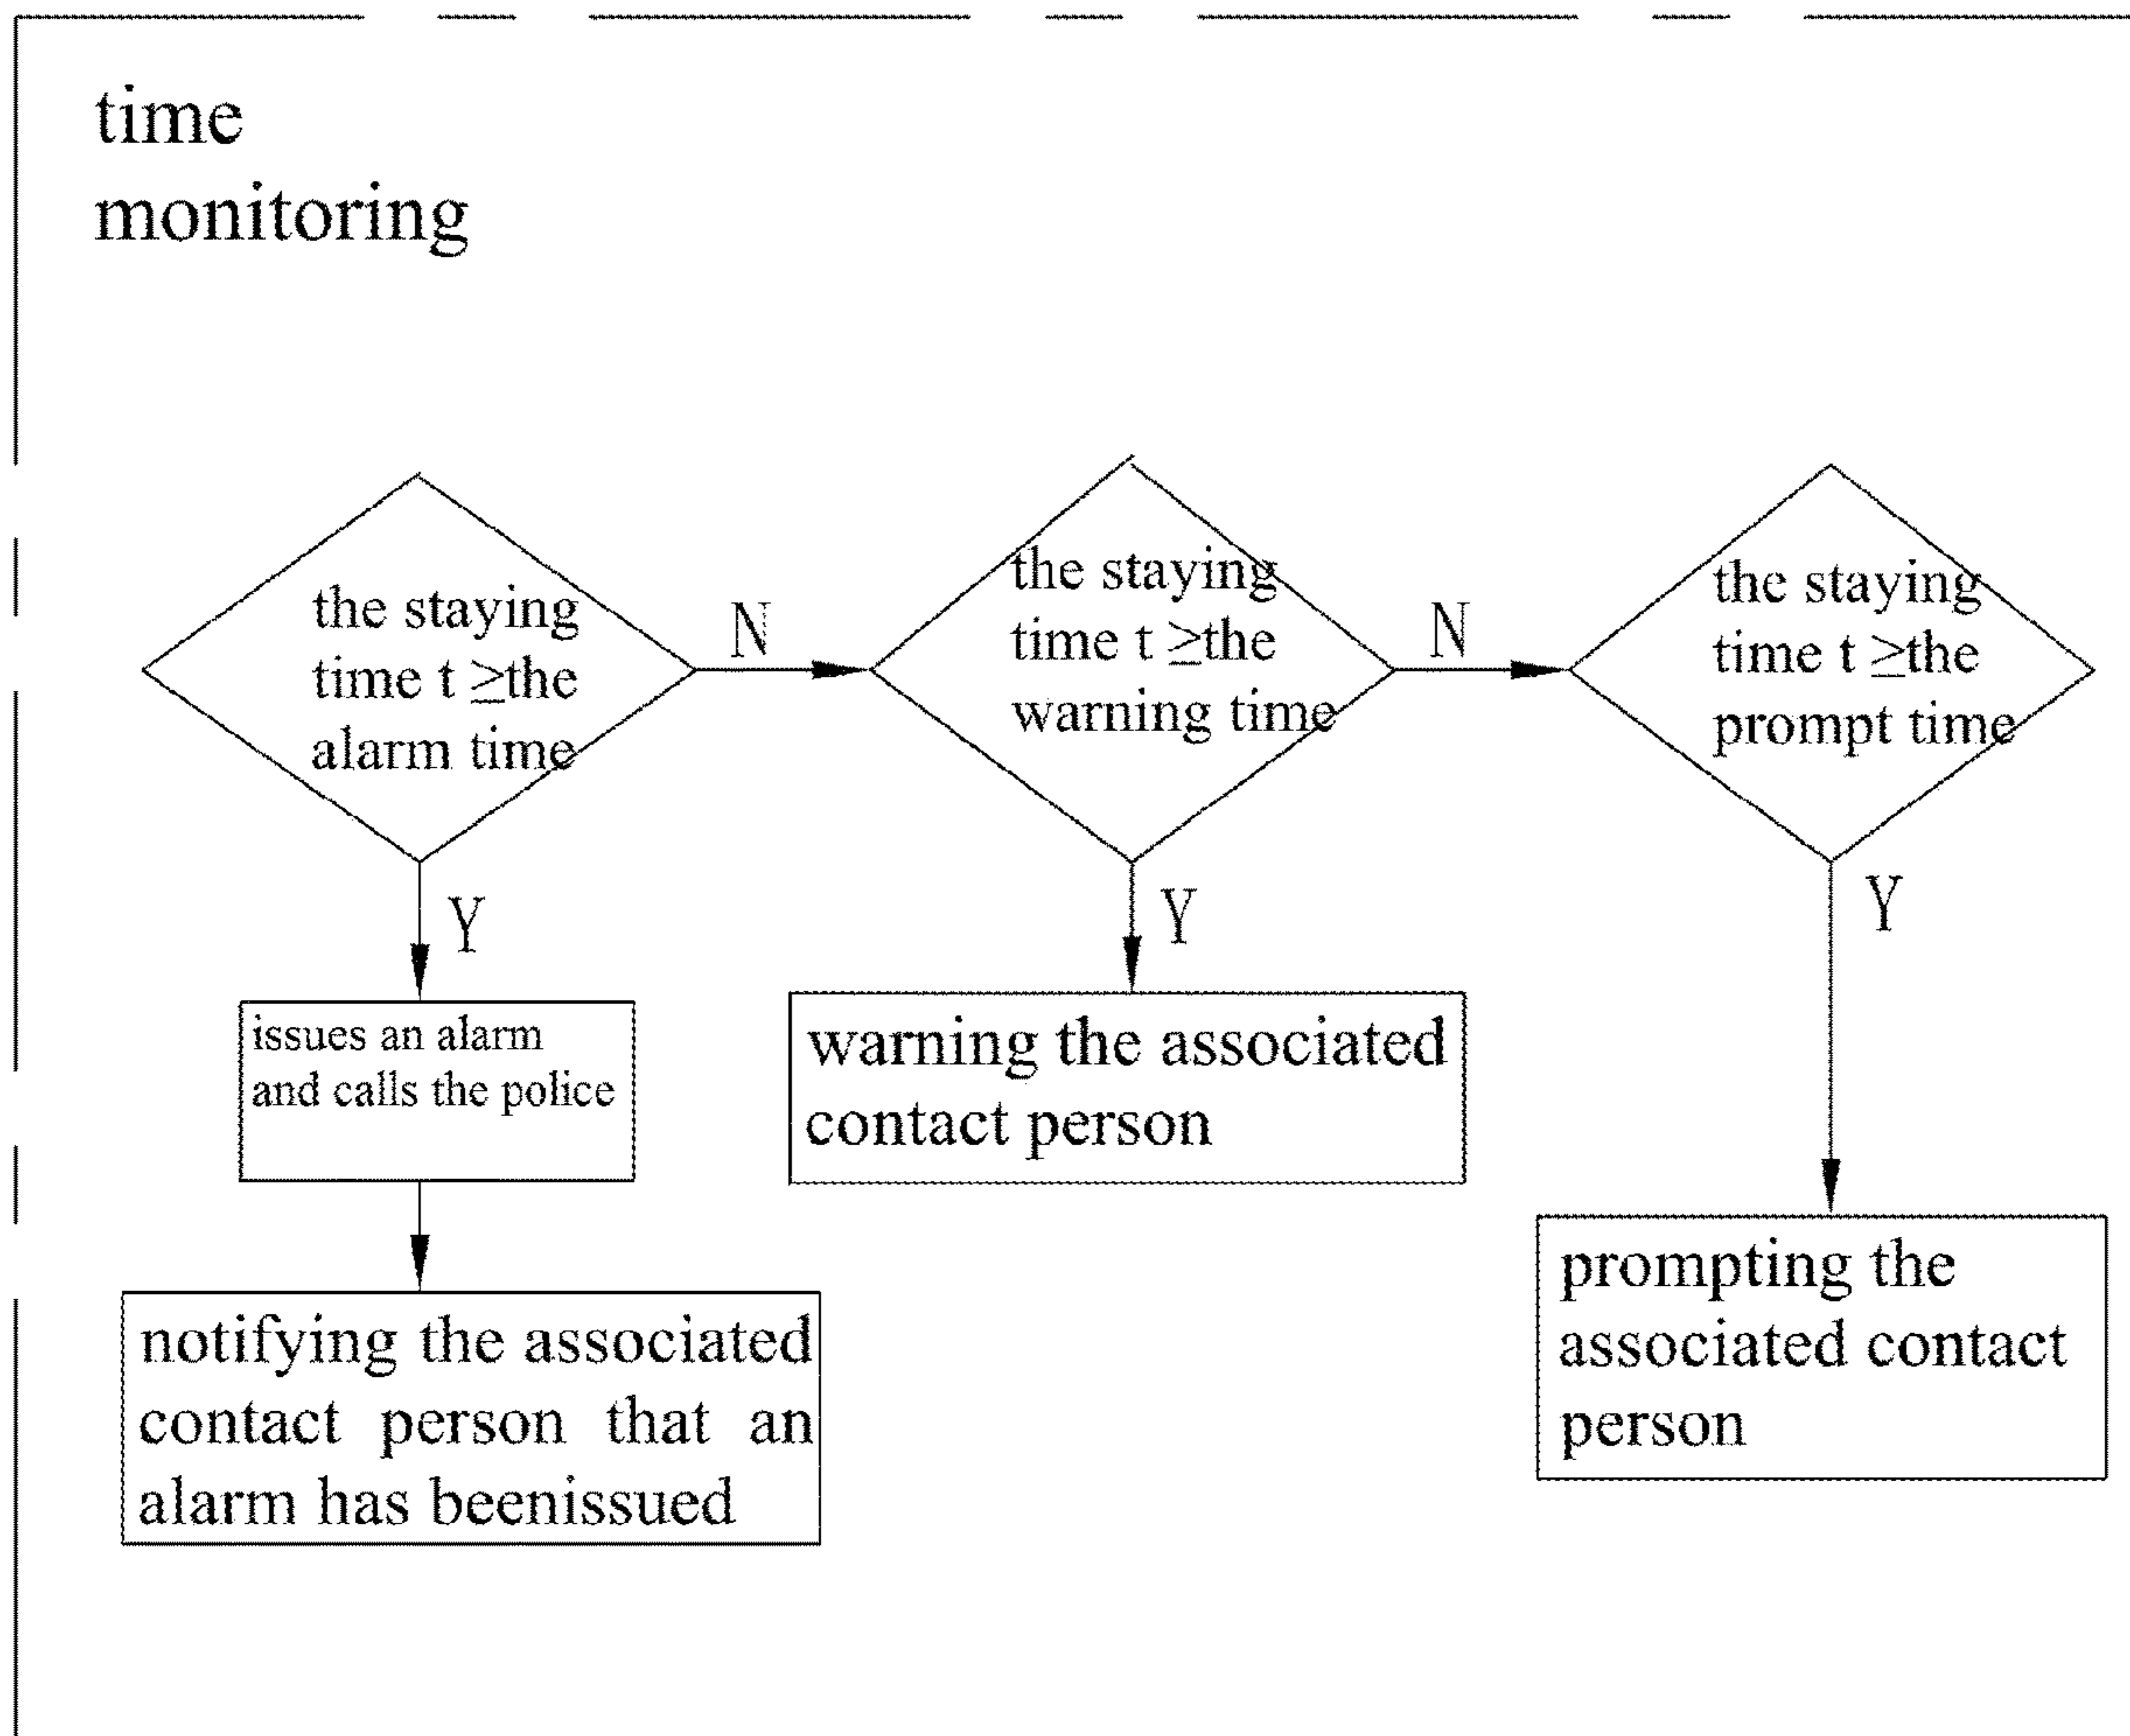 time
monitoring
the staying
time t ≥the
alarm time
N
the staying
time t ≥the
warning time
N
the staying
time t ≥the
prompt time
Y
Y
Y
issues an alarm
and calls the police
warning the associated
contact person
notifying the associated
contact person that an
alarm has beenissued
prompting the
associated contact
person